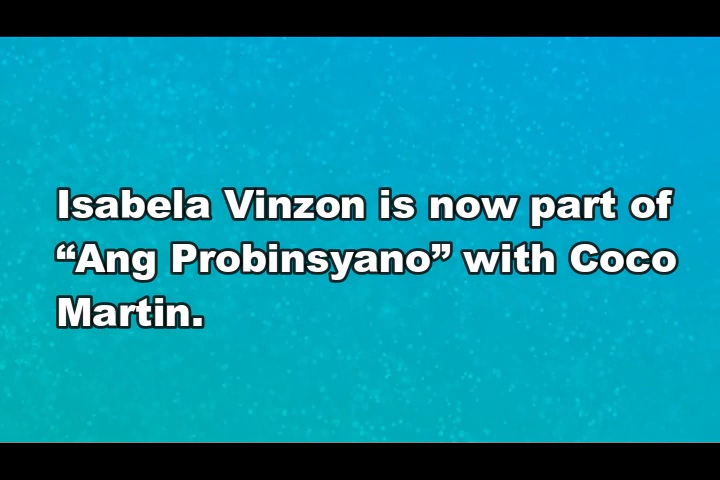 Isabela Vinzon is now part of
“Ang Probinsyano” with Coco
Martin.